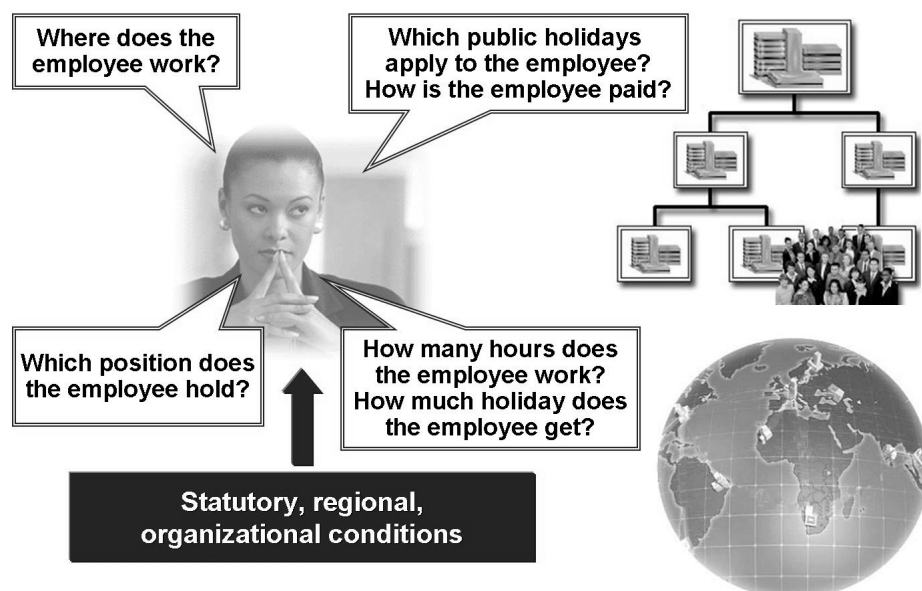 Where does the
employee work?
Which public holidays
apply to the employee?
How is the employee paid?
Which position does
the employee hold?
How many hours does
the employee work?
How much holiday does
the employee get?
Statutory, regional,
organizational conditions